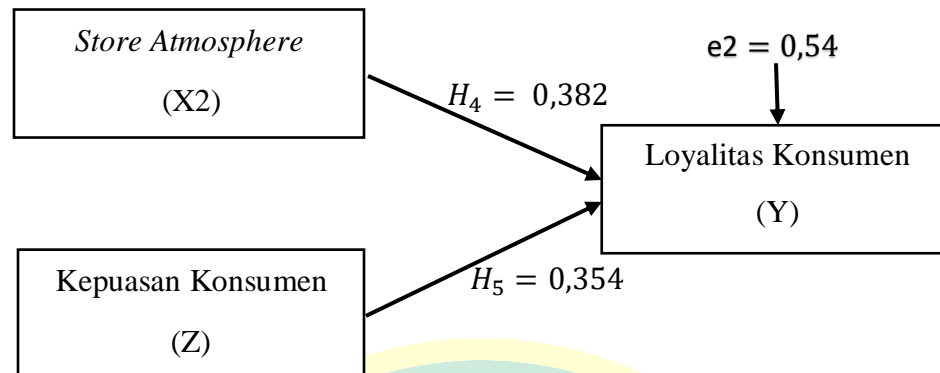 Store Atmosphere
(X2)
e2 = 0,54
H₄ = 0,382
Loyalitas Konsumen
(Y)
Kepuasan Konsumen
(Z)
H₅ = 0,354